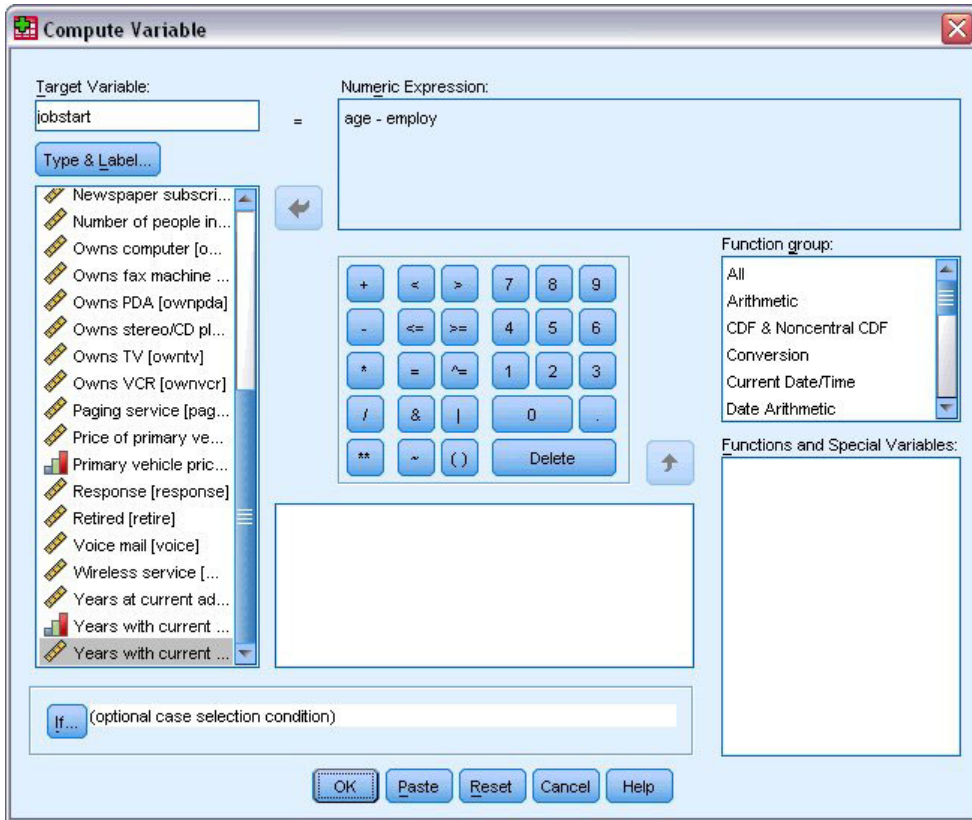 Compute Variable
Target Variable:
jobstart
=
Numeric Expression:
age - employ
Type & Label...
Newspaper subscri...
Number of people in...
Owns computer [o...
Owns fax machine ...
Owns PDA [ownpda]
Owns stereo/CD pl...
Owns TV [owntv]
Owns VCR [ownvcr]
Paging service [pag...
Price of primary ve...
Primary vehicle pric...
Response [response]
Retired [retire]
Voice mail [voice]
Wireless service [...
Years at current ad...
Years with current ...
Years with current ...
+ < > 7 8 9
- <= >= 4 5 6
* = ^= 1 2 3
/ & | 0 .
** ~ ( ) Delete
Function group:
All
Arithmetic
CDF & Noncentral CDF
Conversion
Current Date/Time
Date Arithmetic
Functions and Special Variables:
If... (optional case selection condition)
OK Paste Reset Cancel Help